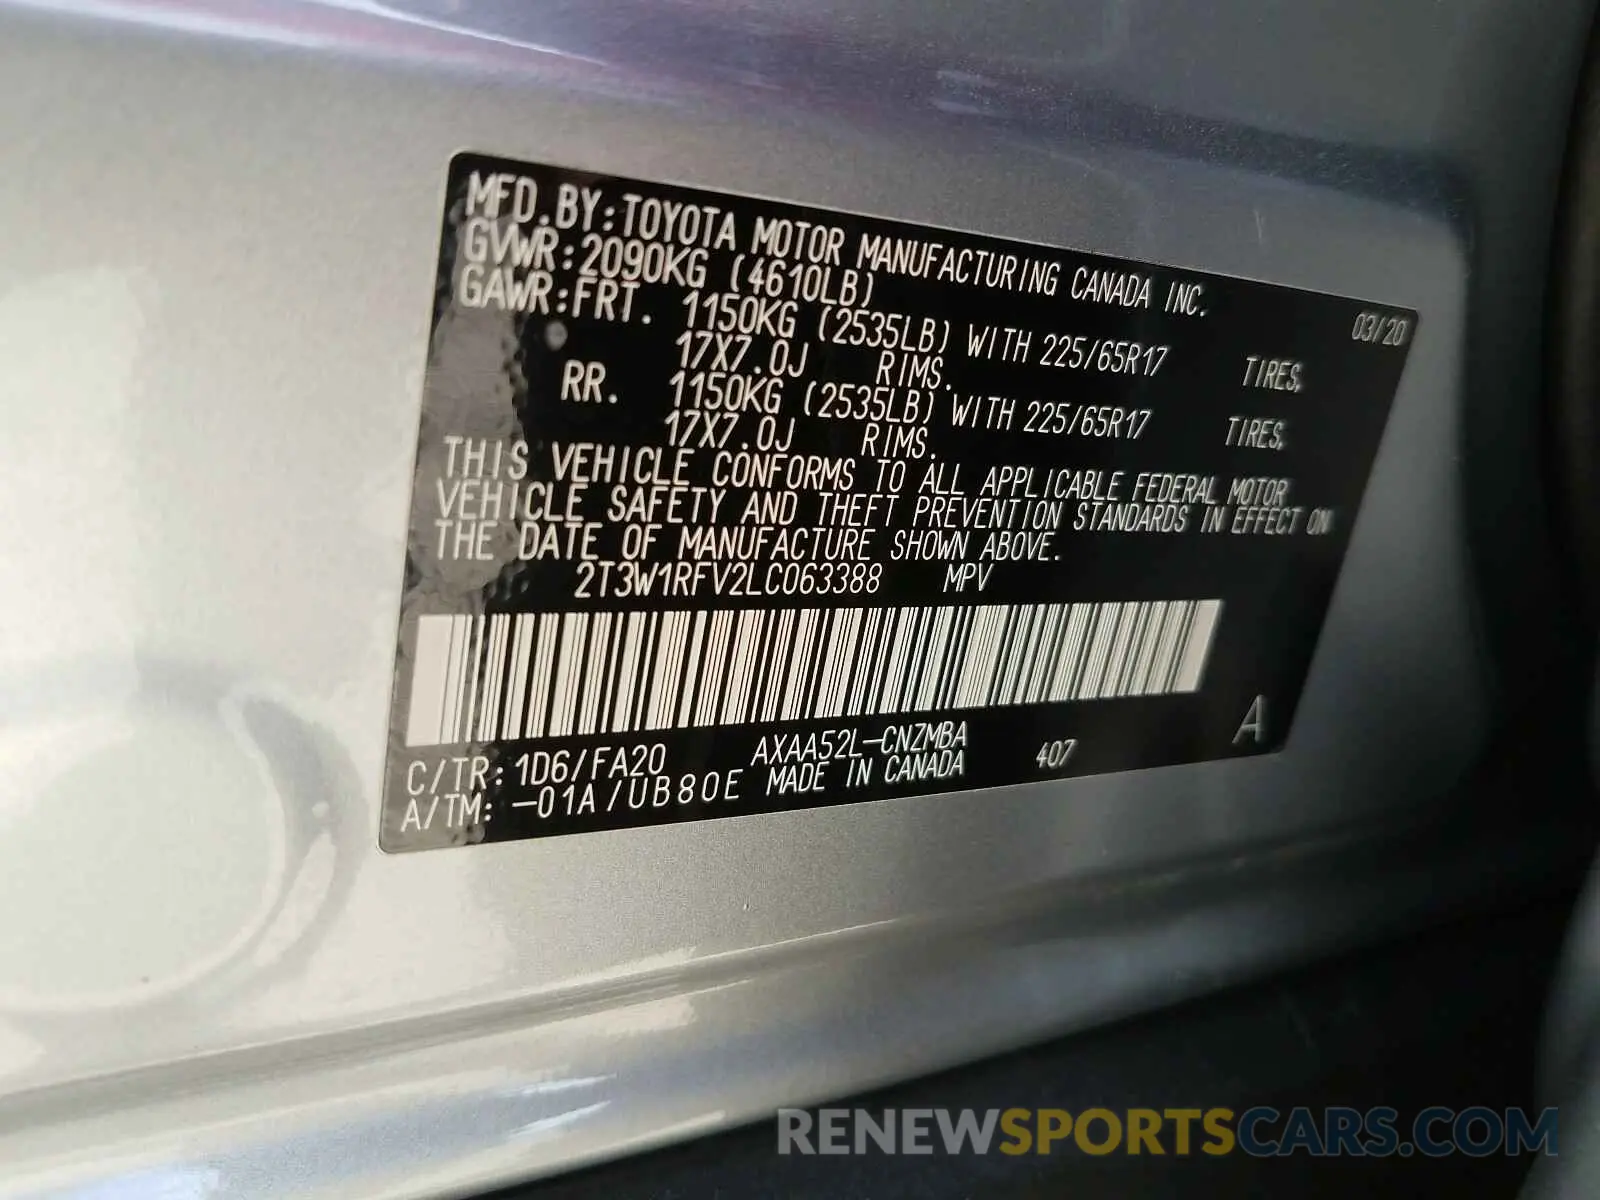 MFD.BY:TOYOTA MOTOR MANUFACTURING CANADA INC.
GVWR:2090KG (4610LB) 03/20
GAWR:FRT. 1150KG (2535LB) WITH 225/65R17 TIRES,
17X7.0J RIMS.
RR. 1150KG (2535LB) WITH 225/65R17 TIRES,
17X7.0J RIMS.
THIS VEHICLE CONFORMS TO ALL APPLICABLE FEDERAL MOTOR
VEHICLE SAFETY AND THEFT PREVENTION STANDARDS IN EFFECT ON
THE DATE OF MANUFACTURE SHOWN ABOVE.
2T3W1RFV2LC063388 MPV
C/TR:1D6/FA20 AXAA52L-CNZMBA 407 A
A/TM:-01A/UB80E MADE IN CANADA
RENEWSPORTSCARS.COM